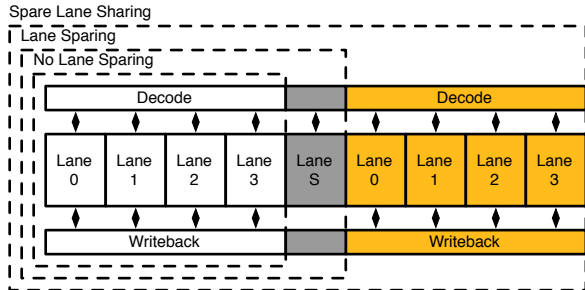 Spare Lane Sharing
Lane Sparing
No Lane Sparing
Decode Decode
Lane 0 Lane 1 Lane 2 Lane 3 Lane S Lane 0 Lane 1 Lane 2 Lane 3
Writeback Writeback